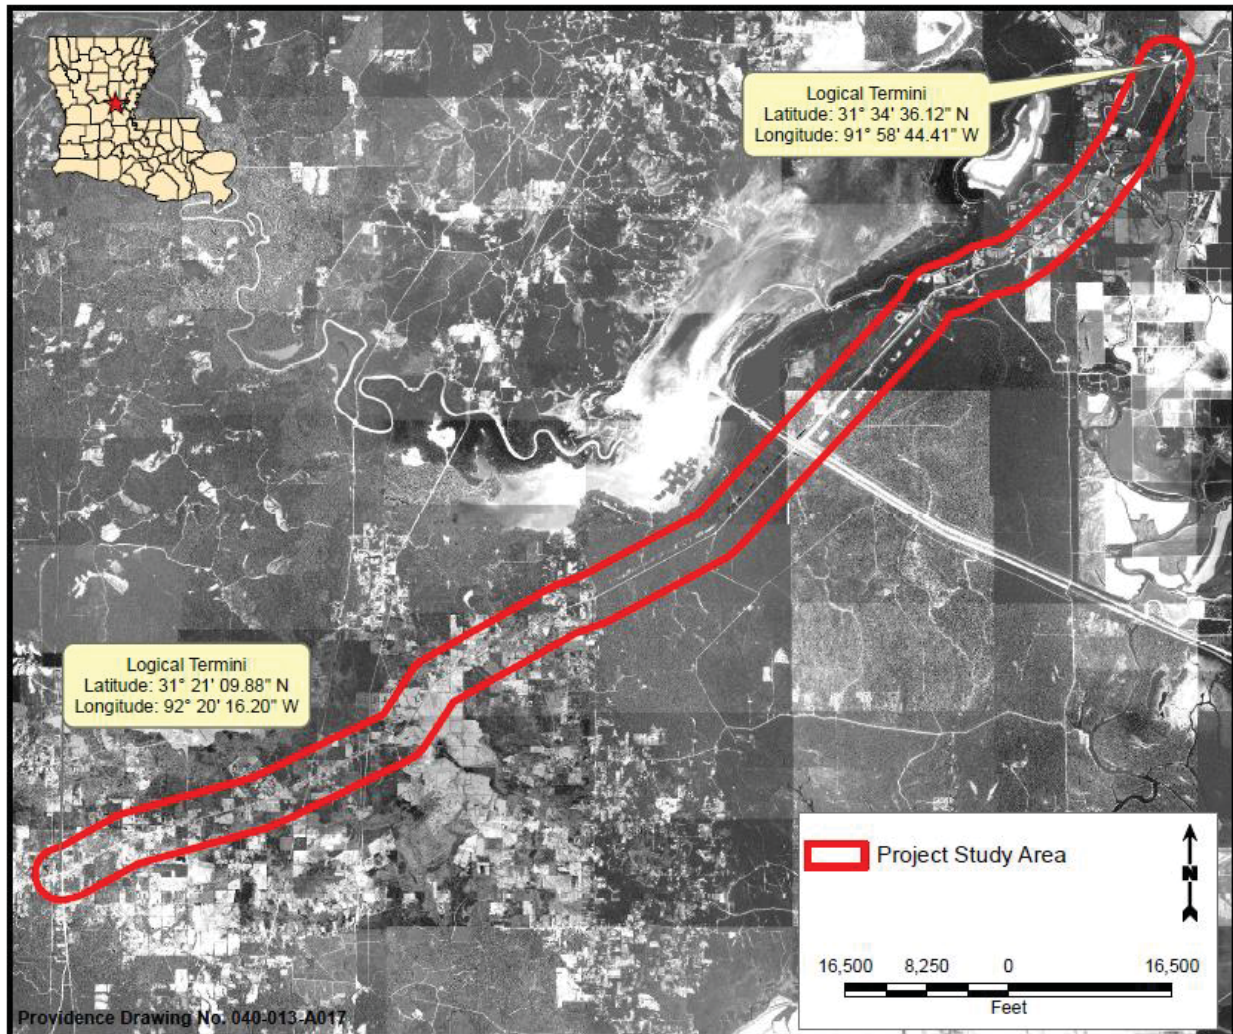 Logical Termini
Latitude: 31° 34' 36.12" N
Longitude: 91° 58' 44.41" W
Logical Termini
Latitude: 31° 21' 09.88" N
Longitude: 92° 20' 16.20" W
Project Study Area
N
16,500 8,250 0 16,500
Feet
Providence Drawing No. 040-013-A017